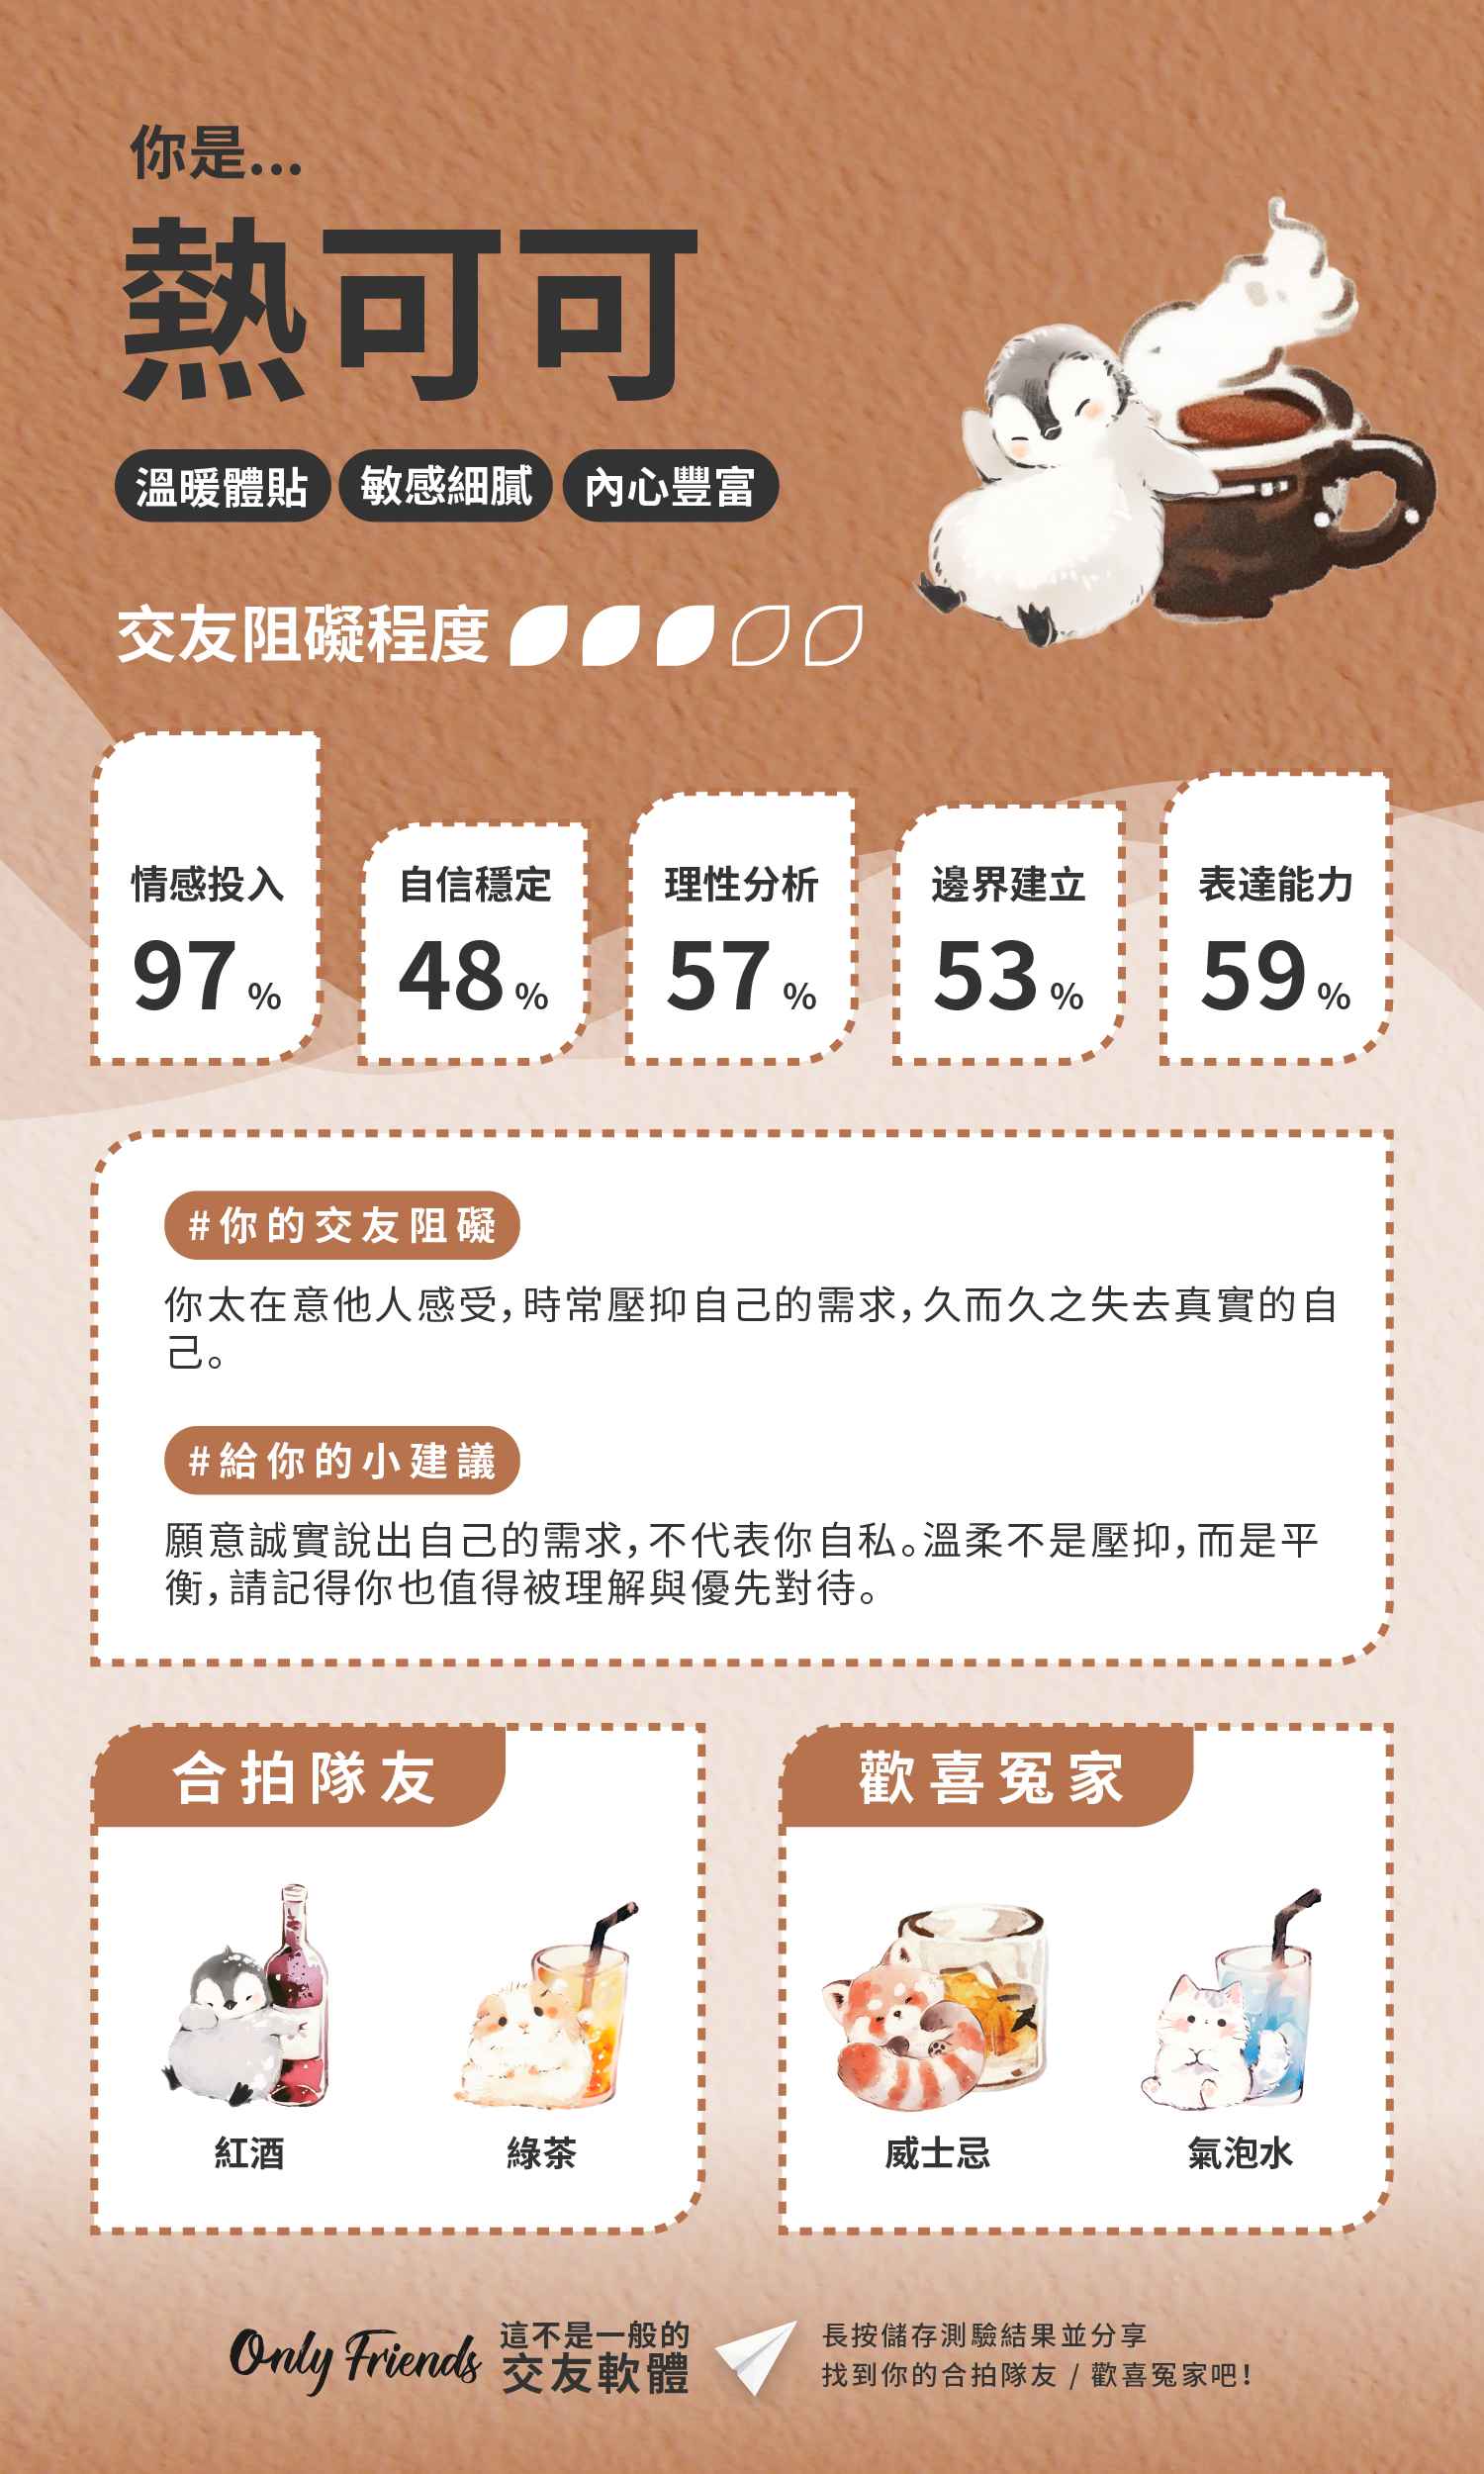 你是...
熱可可
溫暖體貼 敏感細膩 內心豐富
交友阻礙程度
情感投入 自信穩定 理性分析 邊界建立 表達能力
97% 48% 57% 53% 59%
#你的交友阻礙
你太在意他人感受，時常壓抑自己的需求，久而久之失去真實的自
己。
#給你的小建議
願意誠實說出自己的需求，不代表你自私。溫柔不是壓抑，而是平
衡，請記得你也值得被理解與優先對待。
合拍隊友
紅酒 綠茶
歡喜冤家
威士忌 氣泡水
Only Friends
這不是一般的
交友軟體
長按儲存測驗結果並分享
找到你的合拍隊友 / 歡喜冤家吧！